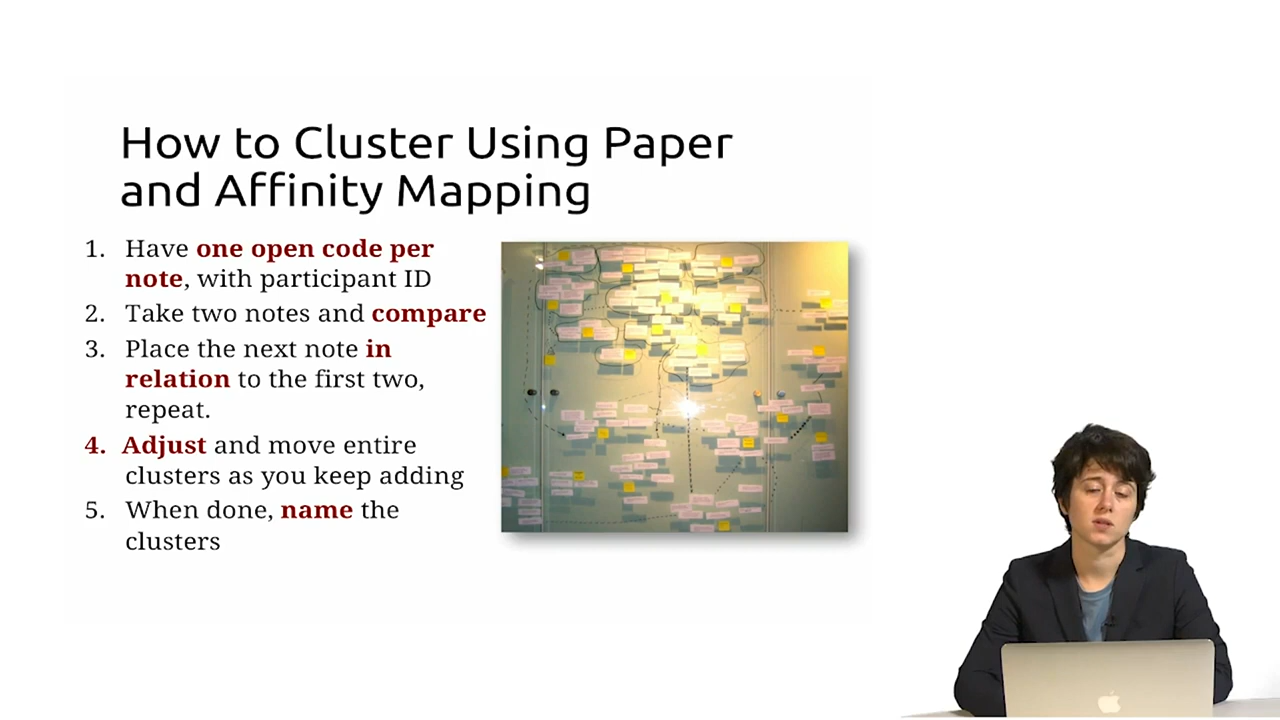 How to Cluster Using Paper
and Affinity Mapping
1. Have one open code per
note, with participant ID
2. Take two notes and compare
3. Place the next note in
relation to the first two,
repeat.
4. Adjust and move entire
clusters as you keep adding
5. When done, name the
clusters